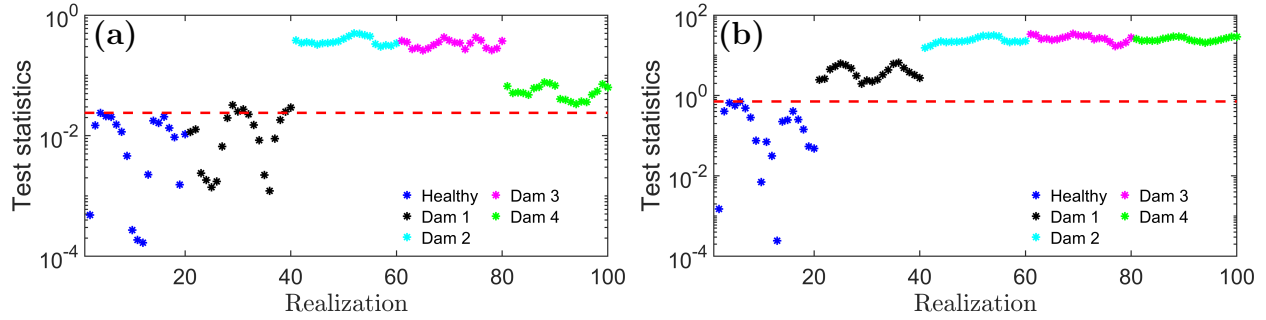 (a)
Test statistics
10^0
10^-2
10^-4
20 40 60 80 100
Realization
Healthy Dam 3
Dam 1 Dam 4
Dam 2
(b)
Test statistics
10^2
10^0
10^-2
10^-4
20 40 60 80 100
Realization
Healthy Dam 3
Dam 1 Dam 4
Dam 2